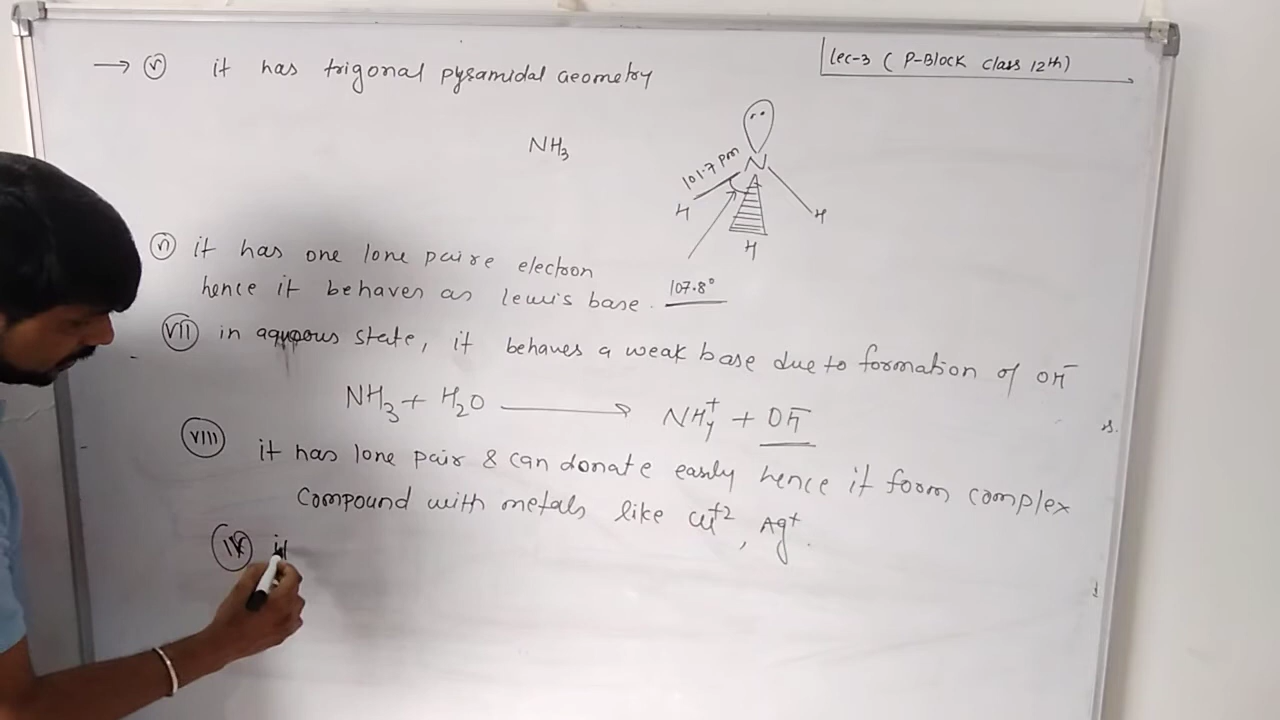 Lec-3 ( P-Block class 12th)
→ (v) it has trigonal pyramidal Geometry
NH3
101.7 pm
N
H
H
H
107.8°
(vi) it has one lone paire electron
hence it behaves as lewis base.
(VII) in aqueous state, it behaves a weak base due to formation of OH-
NH3 + H2O → NH4+ + OH-
(VIII) it has lone pair & can donate easily hence it form complex
Compound with metals like Cu+2, Ag+.